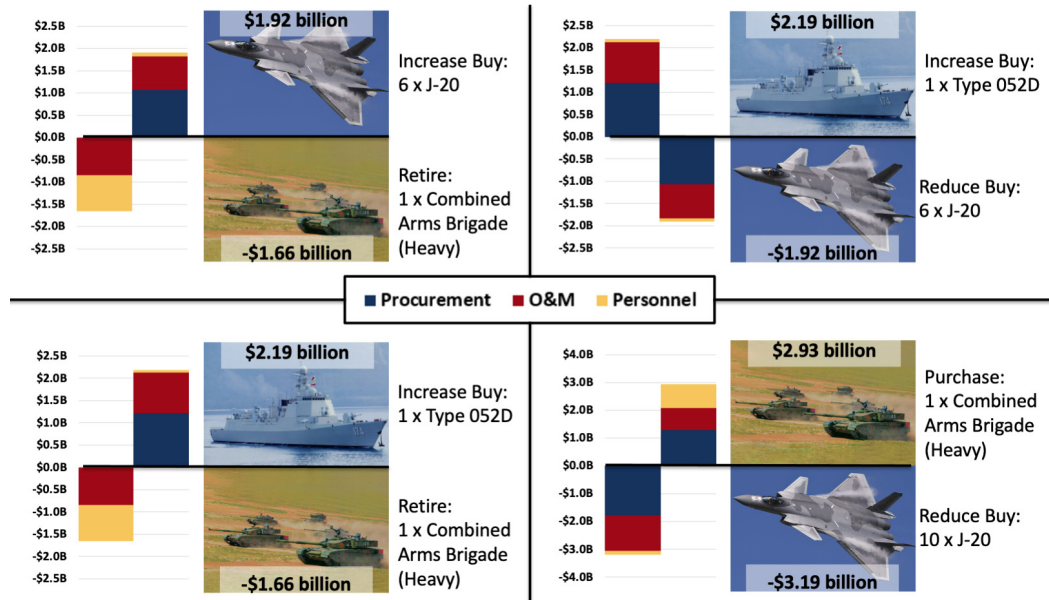 $2.5B
$2.0B
$1.5B
$1.0B
$0.5B
$0.0B
-$0.5B
-$1.0B
-$1.5B
-$2.0B
-$2.5B
$1.92 billion
Increase Buy:
6 x J-20
Retire:
1 x Combined
Arms Brigade
(Heavy)
-$1.66 billion
$2.5B
$2.0B
$1.5B
$1.0B
$0.5B
$0.0B
-$0.5B
-$1.0B
-$1.5B
-$2.0B
-$2.5B
$2.19 billion
Increase Buy:
1 x Type 052D
Reduce Buy:
6 x J-20
-$1.92 billion
Procurement O&M Personnel
$2.5B
$2.0B
$1.5B
$1.0B
$0.5B
$0.0B
-$0.5B
-$1.0B
-$1.5B
-$2.0B
-$2.5B
$2.19 billion
Increase Buy:
1 x Type 052D
Retire:
1 x Combined
Arms Brigade
(Heavy)
-$1.66 billion
$4.0B
$3.0B
$2.0B
$1.0B
$0.0B
-$1.0B
-$2.0B
-$3.0B
-$4.0B
$2.93 billion
Purchase:
1 x Combined
Arms Brigade
(Heavy)
Reduce Buy:
10 x J-20
-$3.19 billion